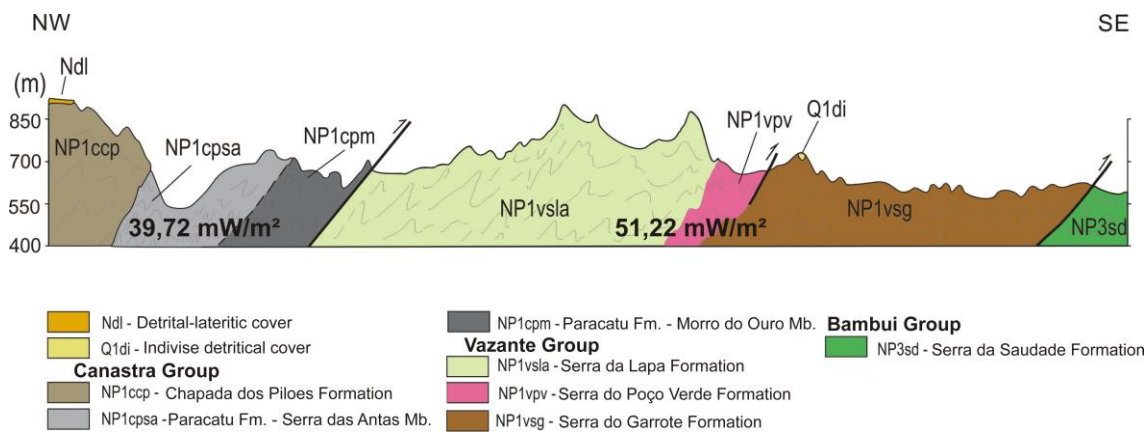 NW
SE
Ndl
(m)
850
700
550
400
NP1ccp
NP1cpsa
NP1cpm
39,72 mW/m²
NP1vsla
51,22 mW/m²
NP1vpv
Q1di
NP1vsg
NP3sd
Ndl - Detrital-lateritic cover
Q1di - Indivise detritical cover
Canastra Group
NP1ccp - Chapada dos Piloes Formation
NP1cpsa - Paracatu Fm. - Serra das Antas Mb.
NP1cpm - Paracatu Fm. - Morro do Ouro Mb.
Vazante Group
NP1vsla - Serra da Lapa Formation
NP1vpv - Serra do Poço Verde Formation
NP1vsg - Serra do Garrote Formation
Bambui Group
NP3sd - Serra da Saudade Formation